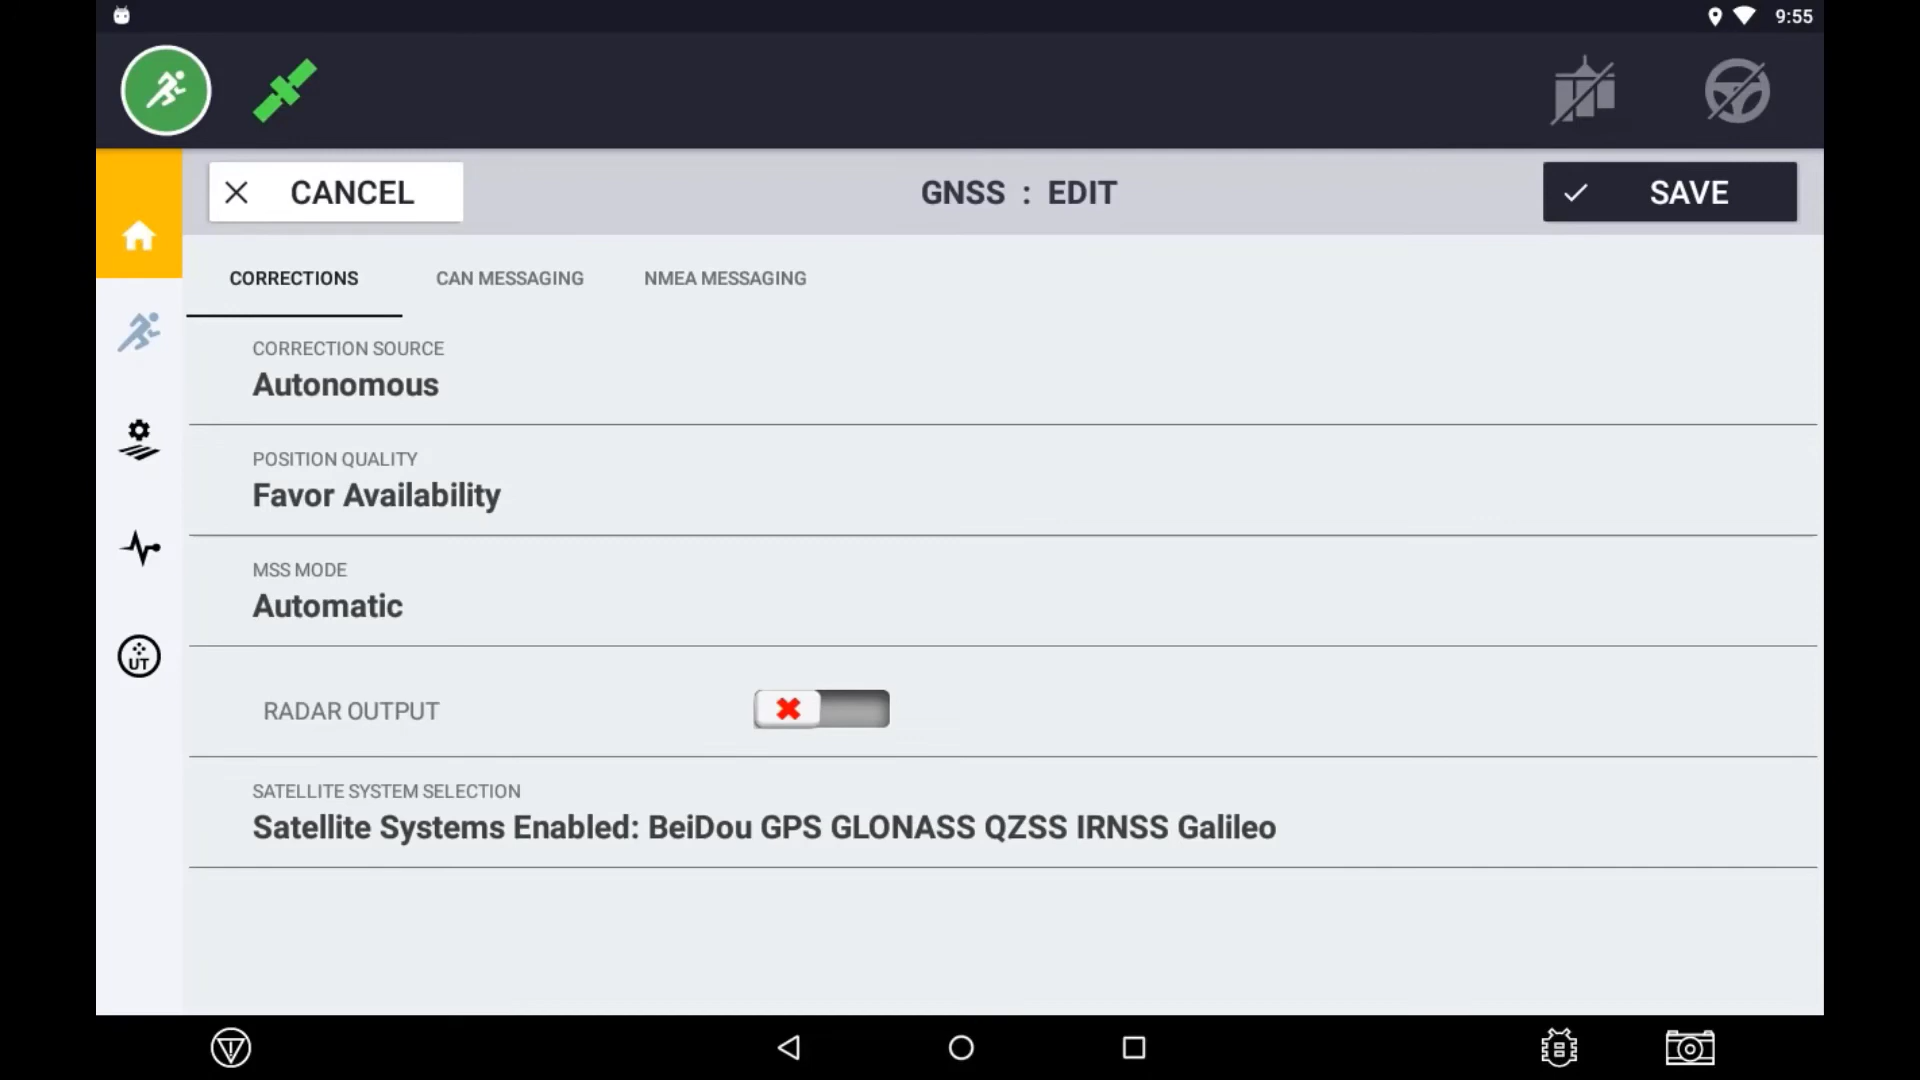 9:55
CANCEL
GNSS : EDIT
SAVE
CORRECTIONS
CAN MESSAGING
NMEA MESSAGING
CORRECTION SOURCE
Autonomous
POSITION QUALITY
Favor Availability
MSS MODE
Automatic
UT
RADAR OUTPUT
SATELLITE SYSTEM SELECTION
Satellite Systems Enabled: BeiDou GPS GLONASS QZSS IRNSS Galileo